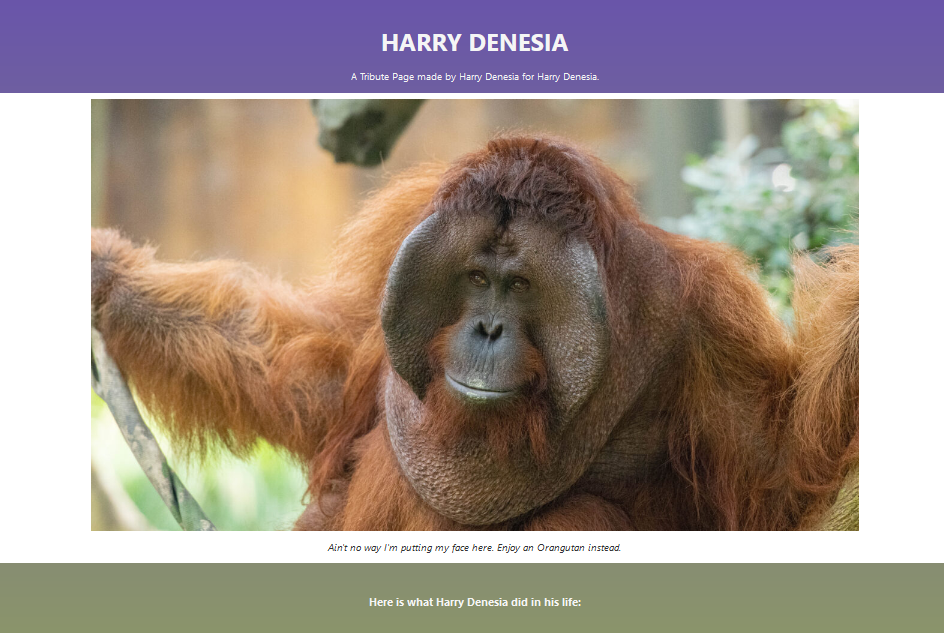 HARRY DENESIA
A Tribute Page made by Harry Denesia for Harry Denesia.
Ain't no way I'm putting my face here. Enjoy an Orangutan instead.
Here is what Harry Denesia did in his life: